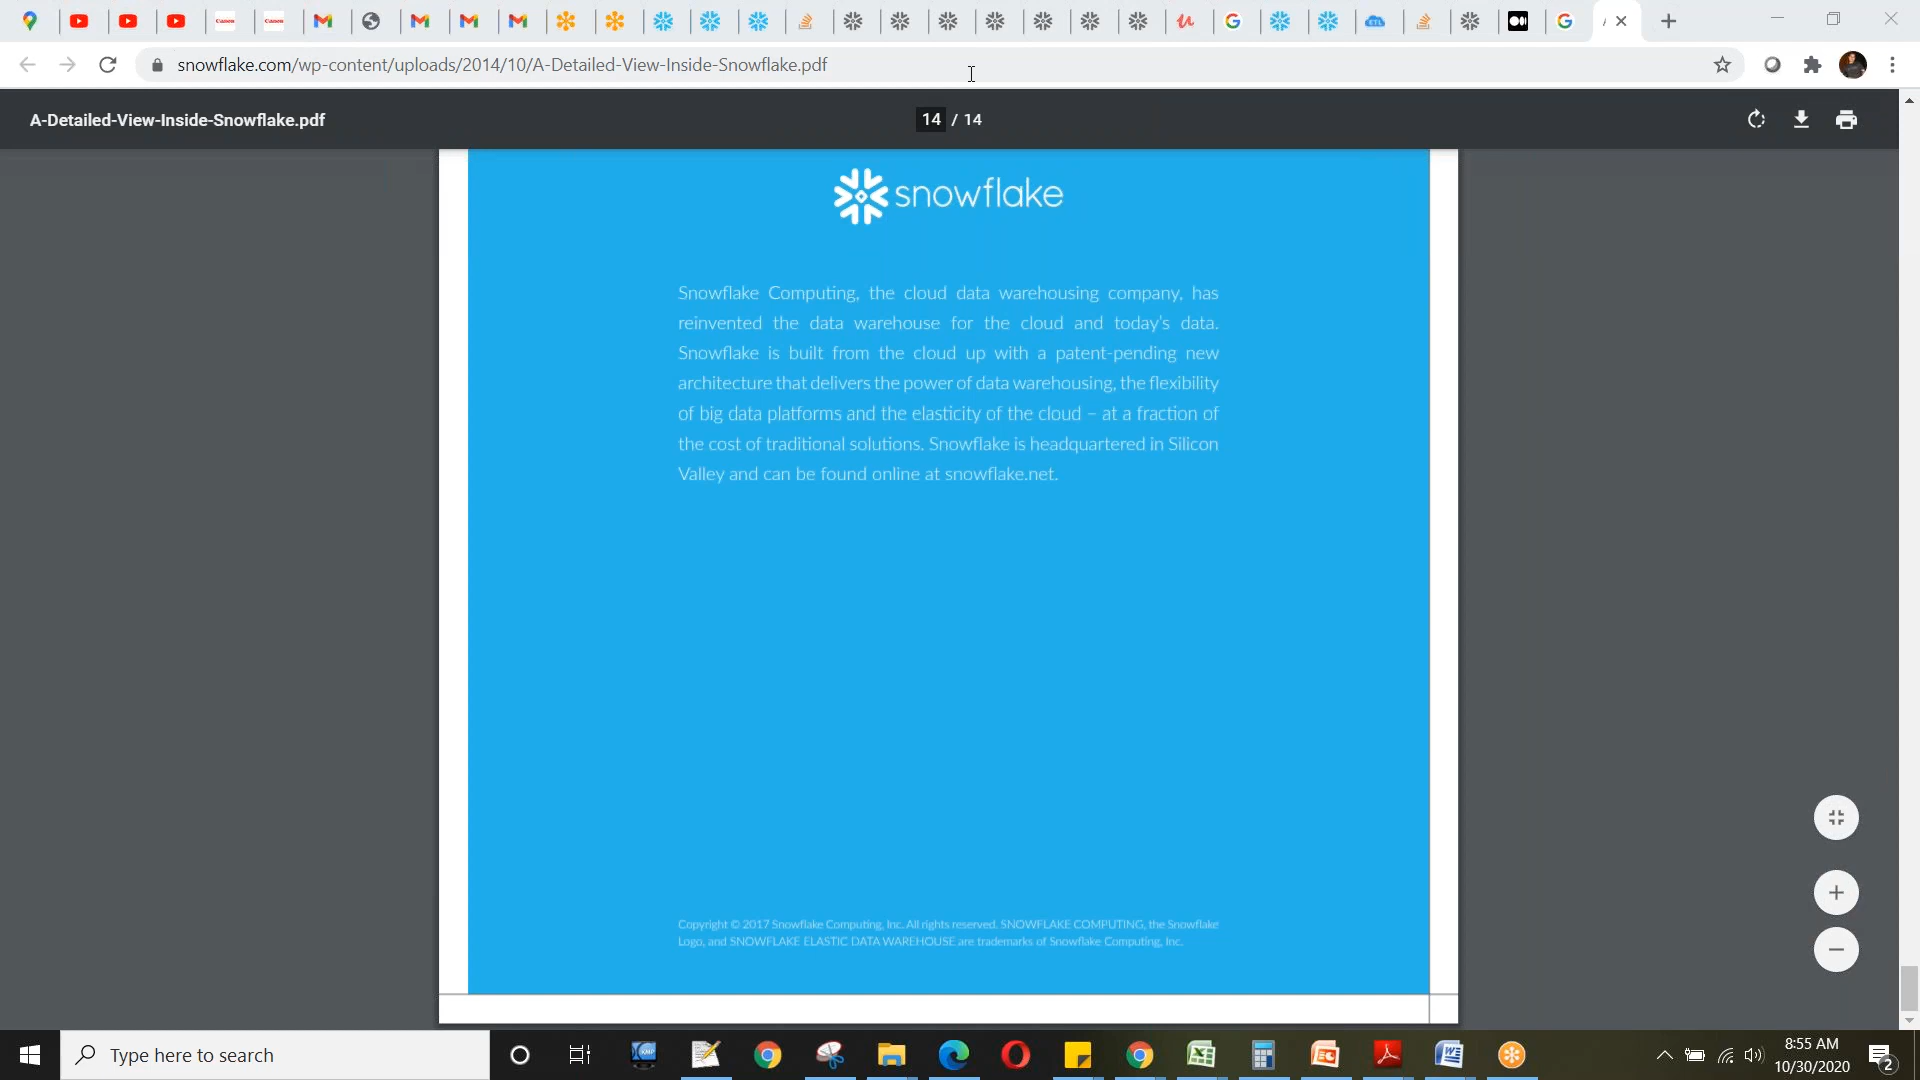 snowflake.com/wp-content/uploads/2014/10/A-Detailed-View-Inside-Snowflake.pdf
A-Detailed-View-Inside-Snowflake.pdf
14 / 14
snowflake
Snowflake Computing, the cloud data warehousing company, has
reinvented the data warehouse for the cloud and today's data.
Snowflake is built from the cloud up with a patent-pending new
architecture that delivers the power of data warehousing, the flexibility
of big data platforms and the elasticity of the cloud – at a fraction of
the cost of traditional solutions. Snowflake is headquartered in Silicon
Valley and can be found online at snowflake.net.
Copyright © 2017 Snowflake Computing, Inc. All rights reserved. SNOWFLAKE COMPUTING, the Snowflake
Logo, and SNOWFLAKE ELASTIC DATA WAREHOUSE are trademarks of Snowflake Computing, Inc.
Type here to search
8:55 AM
10/30/2020
2